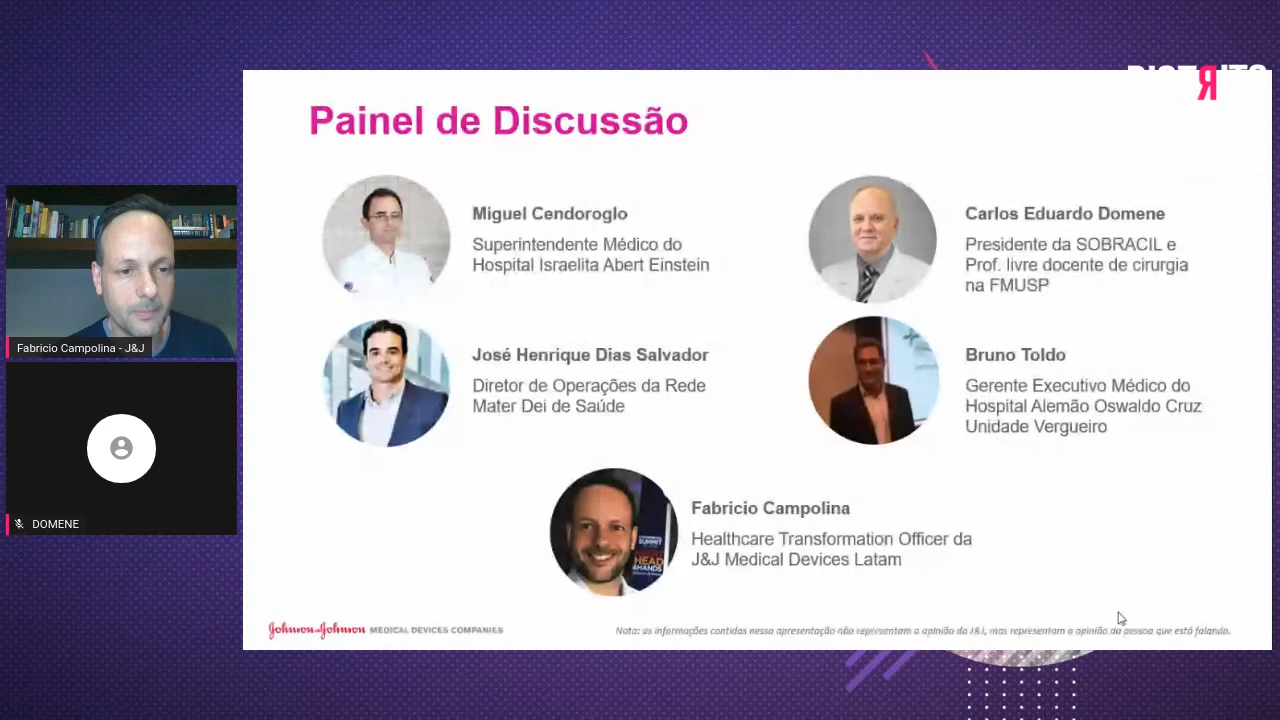 DISTRITO
Painel de Discussão
Miguel Cendoroglo
Superintendente Médico do
Hospital Israelita Abert Einstein
Carlos Eduardo Domene
Presidente da SOBRACIL e
Prof. livre docente de cirurgia
na FMUSP
José Henrique Dias Salvador
Diretor de Operações da Rede
Mater Dei de Saúde
Bruno Toldo
Gerente Executivo Médico do
Hospital Alemão Oswaldo Cruz
Unidade Vergueiro
SUMMIT
HEAD
&HANDS
Fabricio Campolina
Healthcare Transformation Officer da
J&J Medical Devices Latam
Johnson & Johnson MEDICAL DEVICES COMPANIES
Nota: as informações contidas nessa apresentação não representam a opinião da J&J, mas representam a opinião da pessoa que está falando.
Fabricio Campolina - J&J
DOMENE